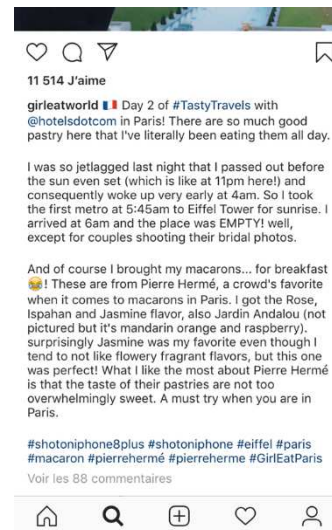 11 514 J'aime
girleatworld 🇫🇷 Day 2 of #TastyTravels with
@hotelsdotcom in Paris! There are so much good
pastry here that I've literally been eating them all day.
I was so jetlagged last night that I passed out before
the sun even set (which is like at 11pm here!) and
consequently woke up very early at 4am. So I took
the first metro at 5:45am to Eiffel Tower for sunrise. I
arrived at 6am and the place was EMPTY! well,
except for couples shooting their bridal photos.
And of course I brought my macarons... for breakfast
😂! These are from Pierre Hermé, a crowd's favorite
when it comes to macarons in Paris. I got the Rose,
Ispahan and Jasmine flavor, also Jardin Andalou (not
pictured but it's mandarin orange and raspberry).
surprisingly Jasmine was my favorite even though I
tend to not like flowery fragrant flavors, but this one
was perfect! What I like the most about Pierre Hermé
is that the taste of their pastries are not too
overwhelmingly sweet. A must try when you are in
Paris.
#shotoniphone8plus #shotoniphone #eiffel #paris
#macaron #pierrehermé #pierreherme #GirlEatParis
Voir les 88 commentaires